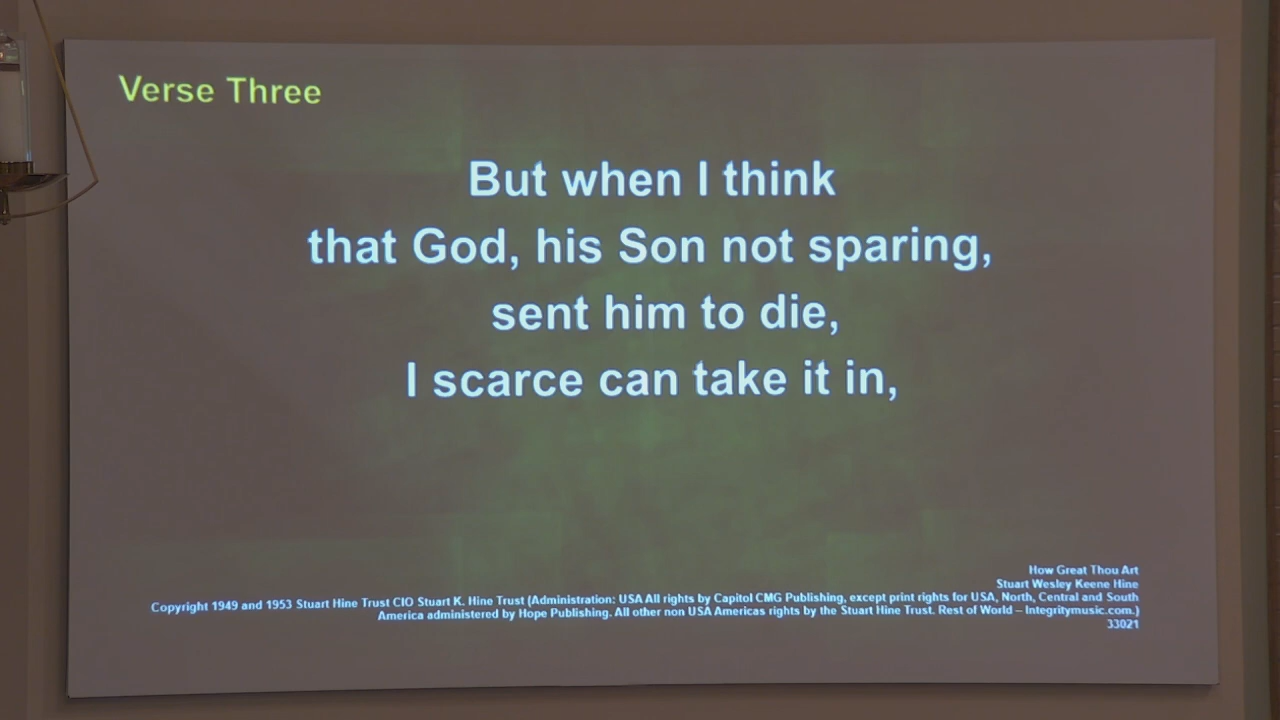 Verse Three
But when I think
that God, his Son not sparing,
sent him to die,
I scarce can take it in,
How Great Thou Art
Stuart Wesley Keene Hine
Copyright 1949 and 1953 Stuart Hine Trust CIO Stuart K. Hine Trust (Administration: USA All rights by Capitol CMG Publishing, except print rights for USA, North, Central and South
America administered by Hope Publishing. All other non USA Americas rights by the Stuart Hine Trust. Rest of World – Integritymusic.com.)
33021